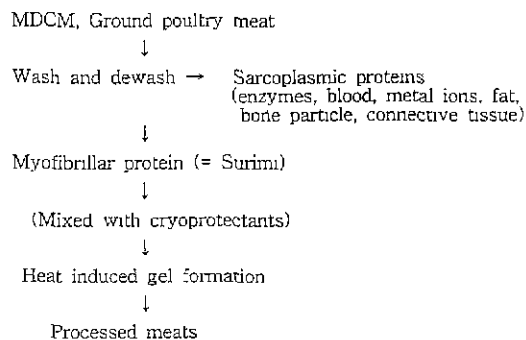 MDCM, Ground poultry meat
↓
Wash and dewash → Sarcoplasmic proteins
(enzymes, blood, metal ions, fat,
bone particle, connective tissue)
↓
Myofibrillar protein (= Surimi)
↓
(Mixed with cryoprotectants)
↓
Heat induced gel formation
↓
Processed meats